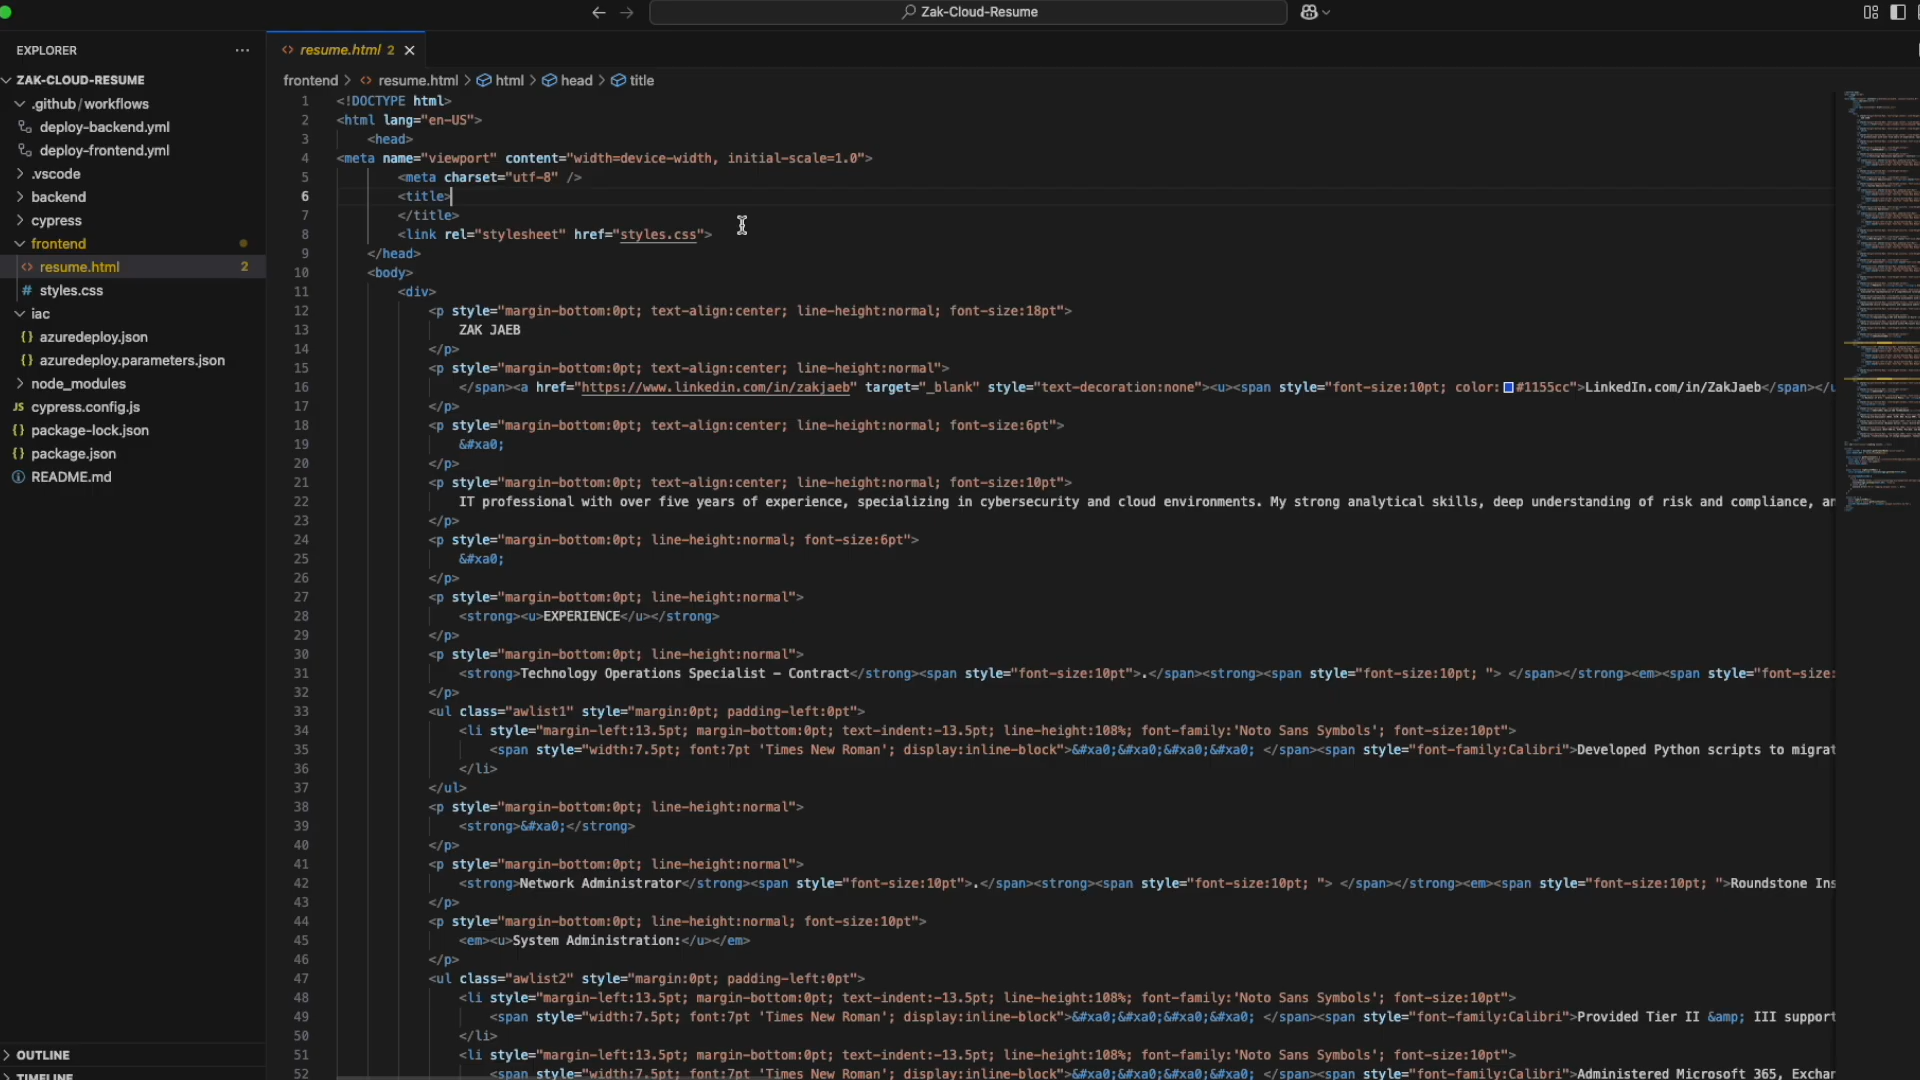 Zak-Cloud-Resume
EXPLORER
ZAK-CLOUD-RESUME
.github/workflows
deploy-backend.yml
deploy-frontend.yml
.vscode
backend
cypress
frontend
resume.html 2
styles.css
iac
azuredeploy.json
azuredeploy.parameters.json
node_modules
JS cypress.config.js
package-lock.json
package.json
README.md
OUTLINE
TIMELINE
resume.html 2
frontend > resume.html > html > head > title
1 <!DOCTYPE html>
2 <html lang="en-US">
3 <head>
4 <meta name="viewport" content="width=device-width, initial-scale=1.0">
5 <meta charset="utf-8" />
6 <title>
7 </title>
8 <link rel="stylesheet" href="styles.css">
9 </head>
10 <body>
11 <div>
12 <p style="margin-bottom:0pt; text-align:center; line-height:normal; font-size:18pt">
13 ZAK JAEB
14 </p>
15 <p style="margin-bottom:0pt; text-align:center; line-height:normal">
16 </span><a href="https://www.linkedin.com/in/zakjaeb" target="_blank" style="text-decoration:none"><u><span style="font-size:10pt; color:#1155cc">LinkedIn.com/in/ZakJaeb</span></u
17 </p>
18 <p style="margin-bottom:0pt; text-align:center; line-height:normal; font-size:6pt">
19 &#xa0;
20 </p>
21 <p style="margin-bottom:0pt; text-align:center; line-height:normal; font-size:10pt">
22 IT professional with over five years of experience, specializing in cybersecurity and cloud environments. My strong analytical skills, deep understanding of risk and compliance, an
23 </p>
24 <p style="margin-bottom:0pt; line-height:normal; font-size:6pt">
25 &#xa0;
26 </p>
27 <p style="margin-bottom:0pt; line-height:normal">
28 <strong><u>EXPERIENCE</u></strong>
29 </p>
30 <p style="margin-bottom:0pt; line-height:normal">
31 <strong>Technology Operations Specialist – Contract</strong><span style="font-size:10pt">.</span><strong><span style="font-size:10pt; "> </span></strong><em><span style="font-size:
32 </p>
33 <ul class="awlist1" style="margin:0pt; padding-left:0pt">
34 <li style="margin-left:13.5pt; margin-bottom:0pt; text-indent:-13.5pt; line-height:108%; font-family:'Noto Sans Symbols'; font-size:10pt">
35 <span style="width:7.5pt; font:7pt 'Times New Roman'; display:inline-block">&#xa0;&#xa0;&#xa0;&#xa0; </span><span style="font-family:Calibri">Developed Python scripts to migrat
36 </li>
37 </ul>
38 <p style="margin-bottom:0pt; line-height:normal">
39 <strong>&#xa0;</strong>
40 </p>
41 <p style="margin-bottom:0pt; line-height:normal">
42 <strong>Network Administrator</strong><span style="font-size:10pt">.</span><strong><span style="font-size:10pt; "> </span></strong><em><span style="font-size:10pt; ">Roundstone Ins
43 </p>
44 <p style="margin-bottom:0pt; line-height:normal; font-size:10pt">
45 <em><u>System Administration:</u></em>
46 </p>
47 <ul class="awlist2" style="margin:0pt; padding-left:0pt">
48 <li style="margin-left:13.5pt; margin-bottom:0pt; text-indent:-13.5pt; line-height:108%; font-family:'Noto Sans Symbols'; font-size:10pt">
49 <span style="width:7.5pt; font:7pt 'Times New Roman'; display:inline-block">&#xa0;&#xa0;&#xa0;&#xa0; </span><span style="font-family:Calibri">Provided Tier II &amp; III support
50 </li>
51 <li style="margin-left:13.5pt; margin-bottom:0pt; text-indent:-13.5pt; line-height:108%; font-family:'Noto Sans Symbols'; font-size:10pt">
52 <span style="width:7.5pt; font:7pt 'Times New Roman'; display:inline-block">&#xa0;&#xa0;&#xa0;&#xa0; </span><span style="font-family:Calibri">Administered Microsoft 365, Exchan